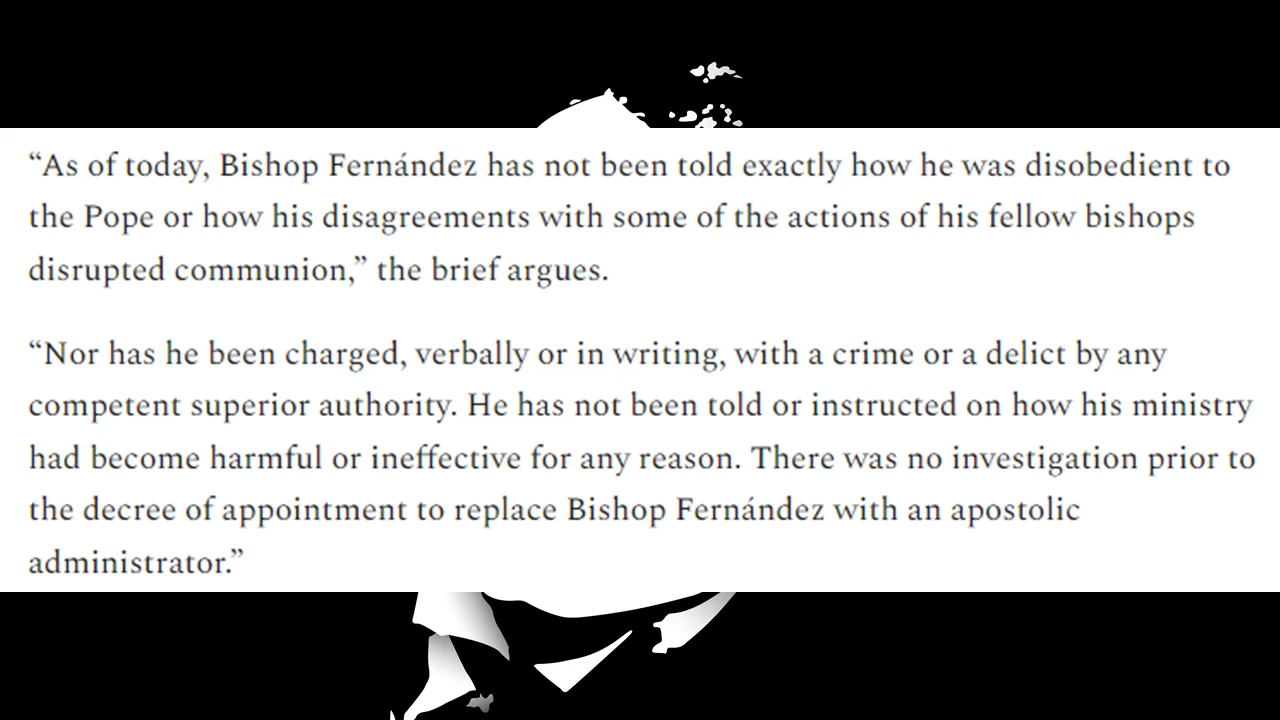 “As of today, Bishop Fernández has not been told exactly how he was disobedient to
the Pope or how his disagreements with some of the actions of his fellow bishops
disrupted communion,” the brief argues.
“Nor has he been charged, verbally or in writing, with a crime or a delict by any
competent superior authority. He has not been told or instructed on how his ministry
had become harmful or ineffective for any reason. There was no investigation prior to
the decree of appointment to replace Bishop Fernández with an apostolic
administrator.”